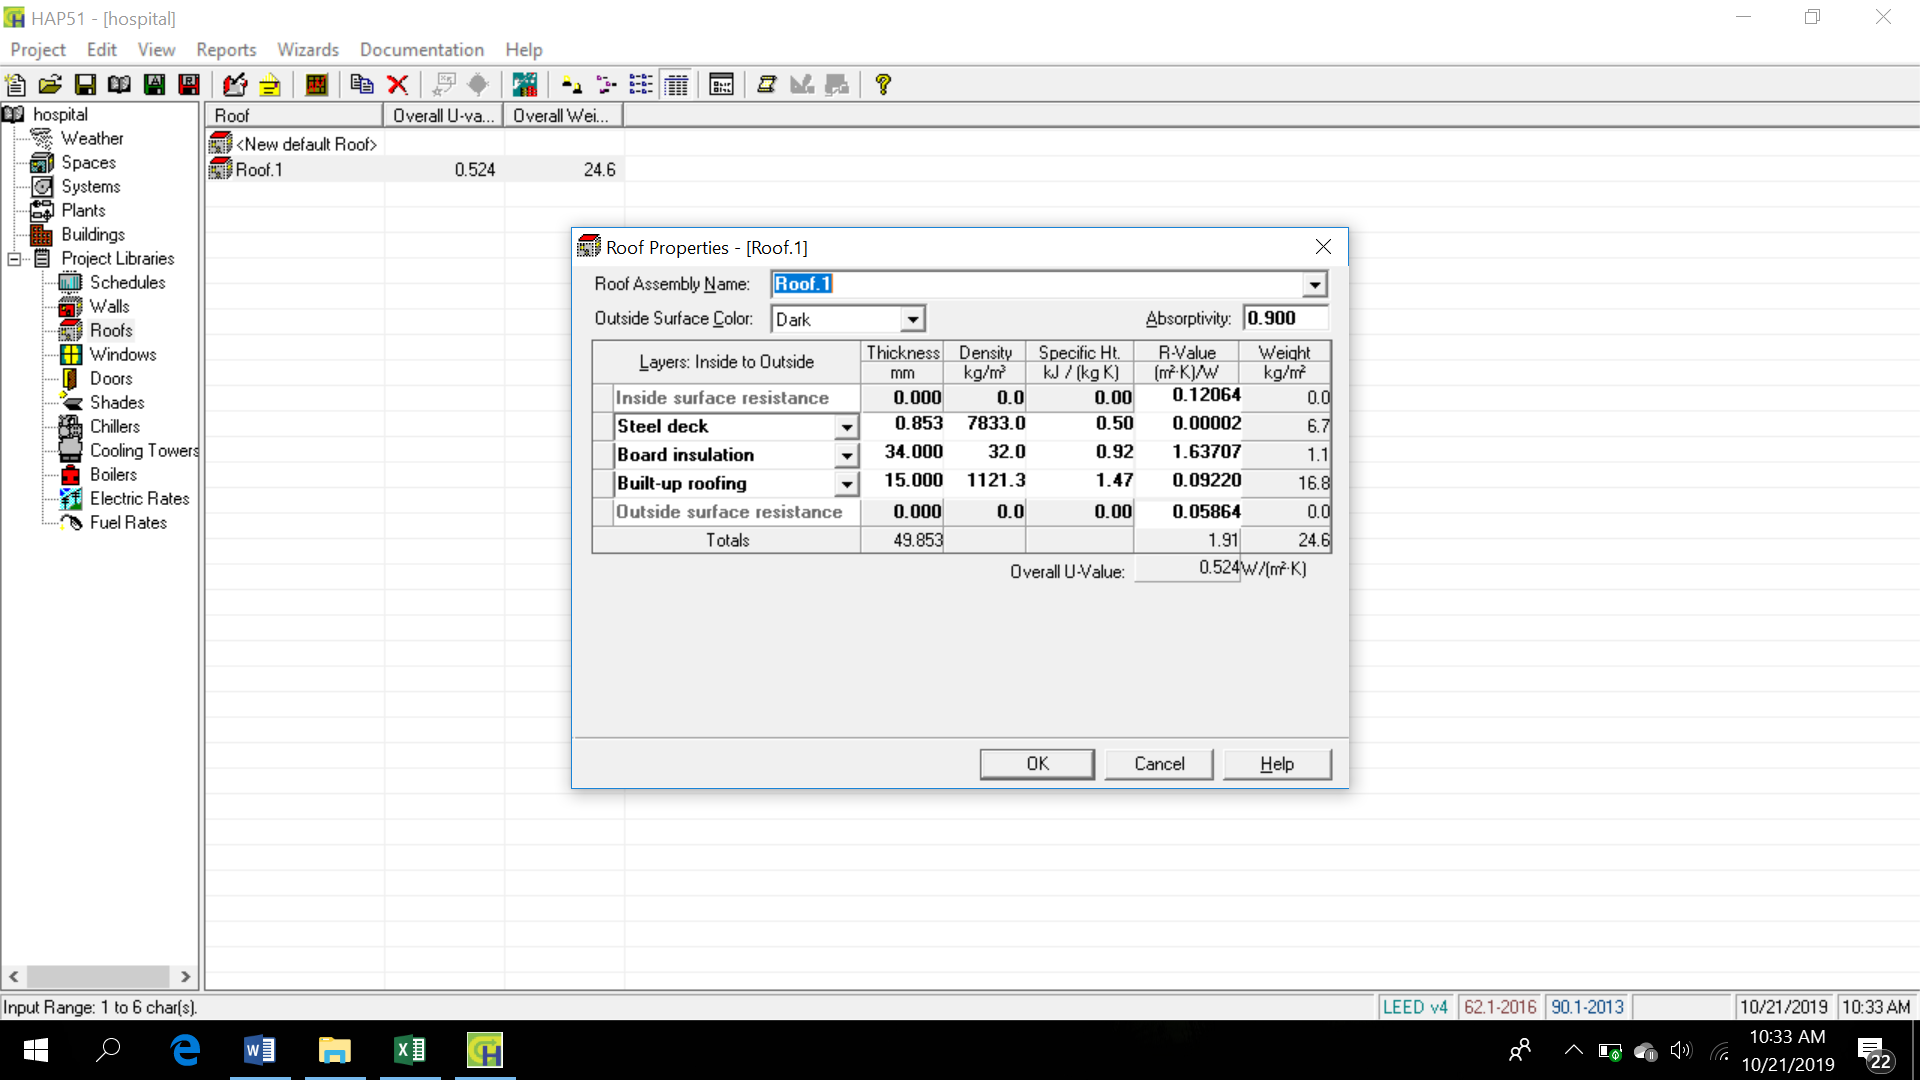 HAP51 - [hospital]
Project Edit View Reports Wizards Documentation Help
hospital
Weather
Spaces
Systems
Plants
Buildings
Project Libraries
Schedules
Walls
Roofs
Windows
Doors
Shades
Chillers
Cooling Towers
Boilers
Electric Rates
Fuel Rates
Roof Overall U-va... Overall Wei...
<New default Roof>
Roof.1 0.524 24.6
Roof Properties - [Roof.1]
Roof Assembly Name: Roof.1
Outside Surface Color: Dark Absorptivity: 0.900
Layers: Inside to Outside Thickness Density Specific Ht. R-Value Weight
mm kg/m³ kJ / (kg K) (m²·K)/W kg/m²
Inside surface resistance 0.000 0.0 0.00 0.12064 0.0
Steel deck 0.853 7833.0 0.50 0.00002 6.7
Board insulation 34.000 32.0 0.92 1.63707 1.1
Built-up roofing 15.000 1121.3 1.47 0.09220 16.8
Outside surface resistance 0.000 0.0 0.00 0.05864 0.0
Totals 49.853 1.91 24.6
Overall U-Value: 0.524 W/(m²·K)
OK Cancel Help
Input Range: 1 to 6 char(s). LEED v4 62.1-2016 90.1-2013 10/21/2019 10:33 AM
10:33 AM
10/21/2019
22